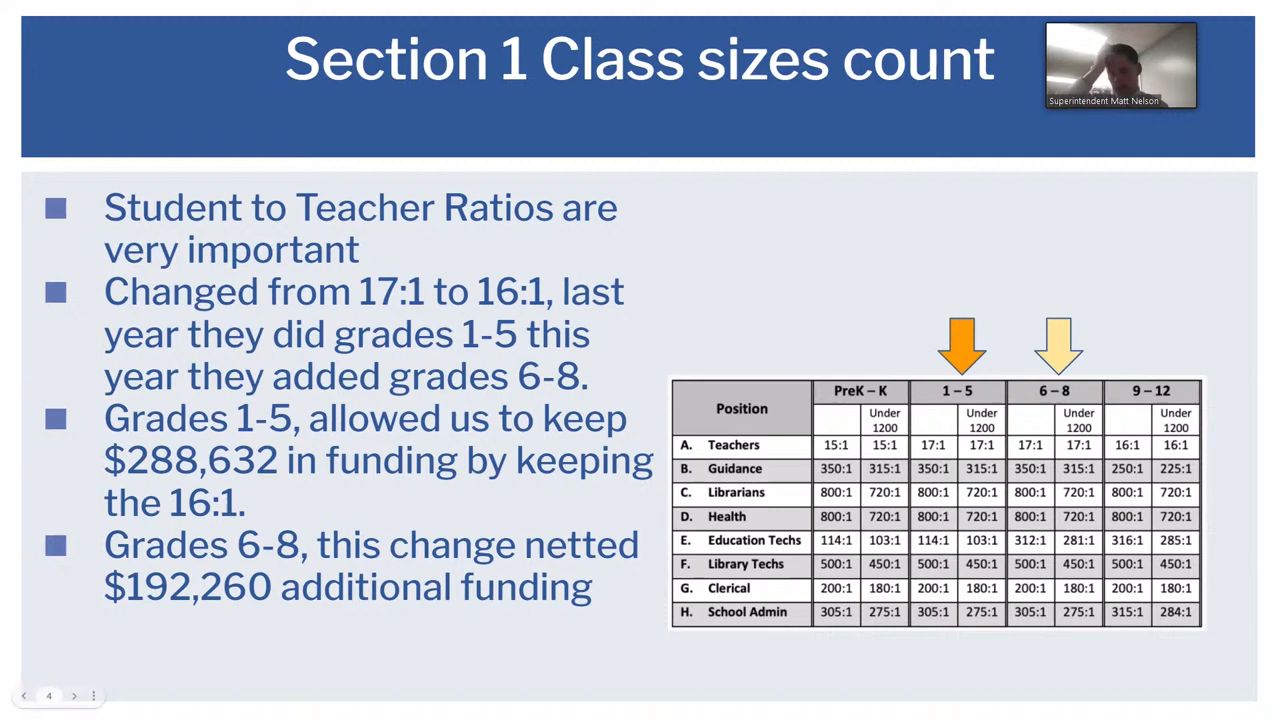 Section 1 Class sizes count
Superintendent Matt Nelson
Student to Teacher Ratios are
very important
Changed from 17:1 to 16:1, last
year they did grades 1-5 this
year they added grades 6-8.
Grades 1-5, allowed us to keep
$288,632 in funding by keeping
the 16:1.
Grades 6-8, this change netted
$192,260 additional funding
Position PreK – K 1 – 5 6 – 8 9 – 12
Under 1200 Under 1200 Under 1200 Under 1200
A. Teachers 15:1 15:1 17:1 17:1 17:1 17:1 16:1 16:1
B. Guidance 350:1 315:1 350:1 315:1 350:1 315:1 250:1 225:1
C. Librarians 800:1 720:1 800:1 720:1 800:1 720:1 800:1 720:1
D. Health 800:1 720:1 800:1 720:1 800:1 720:1 800:1 720:1
E. Education Techs 114:1 103:1 114:1 103:1 312:1 281:1 316:1 285:1
F. Library Techs 500:1 450:1 500:1 450:1 500:1 450:1 500:1 450:1
G. Clerical 200:1 180:1 200:1 180:1 200:1 180:1 200:1 180:1
H. School Admin 305:1 275:1 305:1 275:1 305:1 275:1 315:1 284:1
4